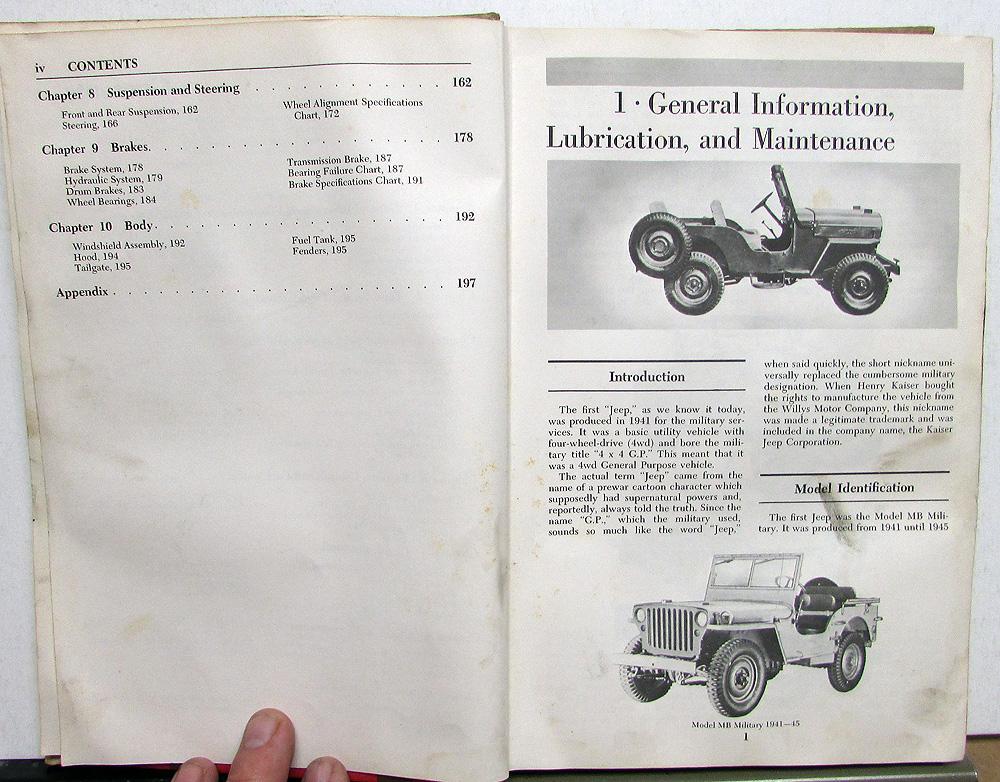 iv CONTENTS
Chapter 8 Suspension and Steering . . . . . . . . . . . . . . . . 162
Front and Rear Suspension, 162
Steering, 166
Wheel Alignment Specifications
Chart, 172
Chapter 9 Brakes. . . . . . . . . . . . . . . . . . . . . 178
Brake System, 178
Hydraulic System, 179
Drum Brakes, 183
Wheel Bearings, 184
Transmission Brake, 187
Bearing Failure Chart, 187
Brake Specifications Chart, 191
Chapter 10 Body. . . . . . . . . . . . . . . . . . . . . 192
Windshield Assembly, 192
Hood, 194
Tailgate, 195
Fuel Tank, 195
Fenders, 195
Appendix . . . . . . . . . . . . . . . . . . . . . . . . 197
1 · General Information,
Lubrication, and Maintenance
Introduction
The first "Jeep," as we know it today,
was produced in 1941 for the military ser-
vices. It was a basic utility vehicle with
four-wheel-drive (4wd) and bore the mili-
tary title "4 x 4 G.P." This meant that it
was a 4wd General Purpose vehicle.
The actual term "Jeep" came from the
name of a prewar cartoon character which
supposedly had supernatural powers and,
reportedly, always told the truth. Since the
name "G.P.," which the military used,
sounds so much like the word "Jeep,"
when said quickly, the short nickname uni-
versally replaced the cumbersome military
designation. When Henry Kaiser bought
the rights to manufacture the vehicle from
the Willys Motor Company, this nickname
was made a legitimate trademark and was
included in the company name, the Kaiser
Jeep Corporation.
Model Identification
The first Jeep was the Model MB Mili-
tary. It was produced from 1941 until 1945
Model MB Military 1941—45
1